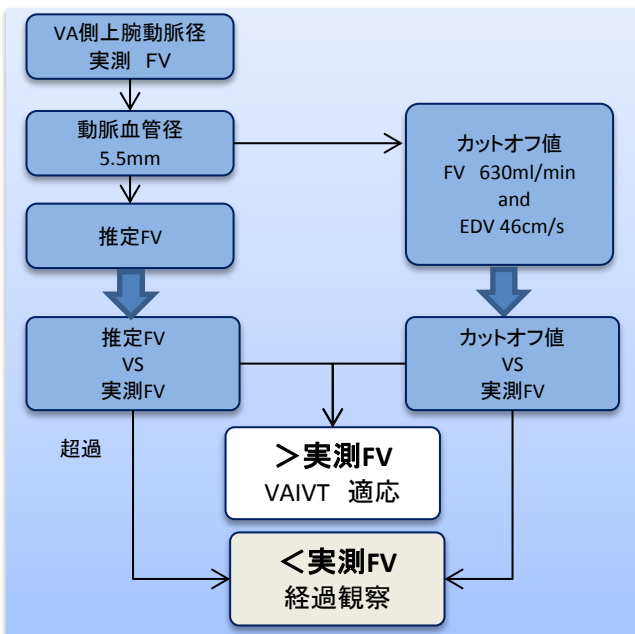 VA側上腕動脈径
実測 FV
動脈血管径
5.5mm
カットオフ値
FV 630ml/min
and
EDV 46cm/s
推定FV
推定FV
VS
実測FV
カットオフ値
VS
実測FV
超過
＞実測FV
VAIVT 適応
＜実測FV
経過観察